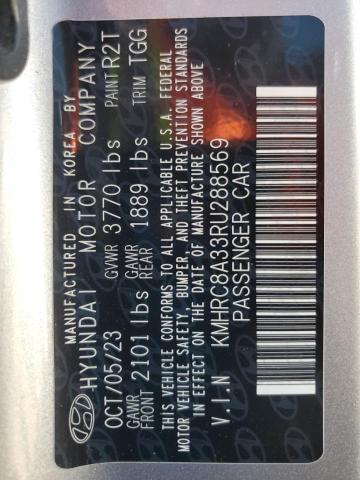 MANUFACTURED IN KOREA BY
HYUNDAI MOTOR COMPANY
OCT/05/23 GVWR 3770 lbs PAINT R2T
GAWR FRONT 2101 lbs GAWR REAR 1889 lbs TRIM TGG
THIS VEHICLE CONFORMS TO ALL APPLICABLE U.S.A. FEDERAL
MOTOR VEHICLE SAFETY, BUMPER, AND THEFT PREVENTION STANDARDS
IN EFFECT ON THE DATE OF MANUFACTURE SHOWN ABOVE
V.I.N KMHRC8A33RU288569
PASSENGER CAR